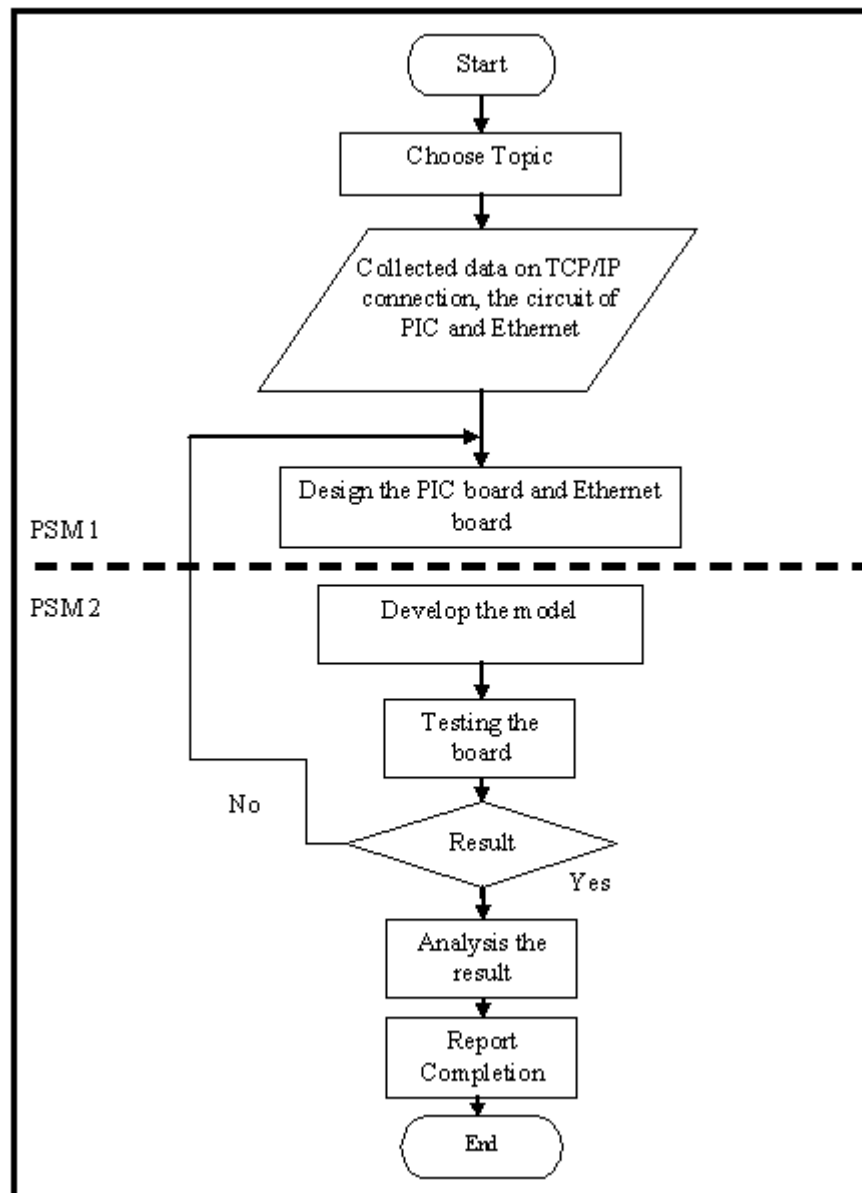 Start
Choose Topic
Collected data on TCP/IP
connection, the circuit of
PIC and Ethernet
Design the PIC board and Ethernet
board
PSM 1
PSM 2
Develop the model
Testing the
board
No
Result
Yes
Analysis the
result
Report
Completion
End